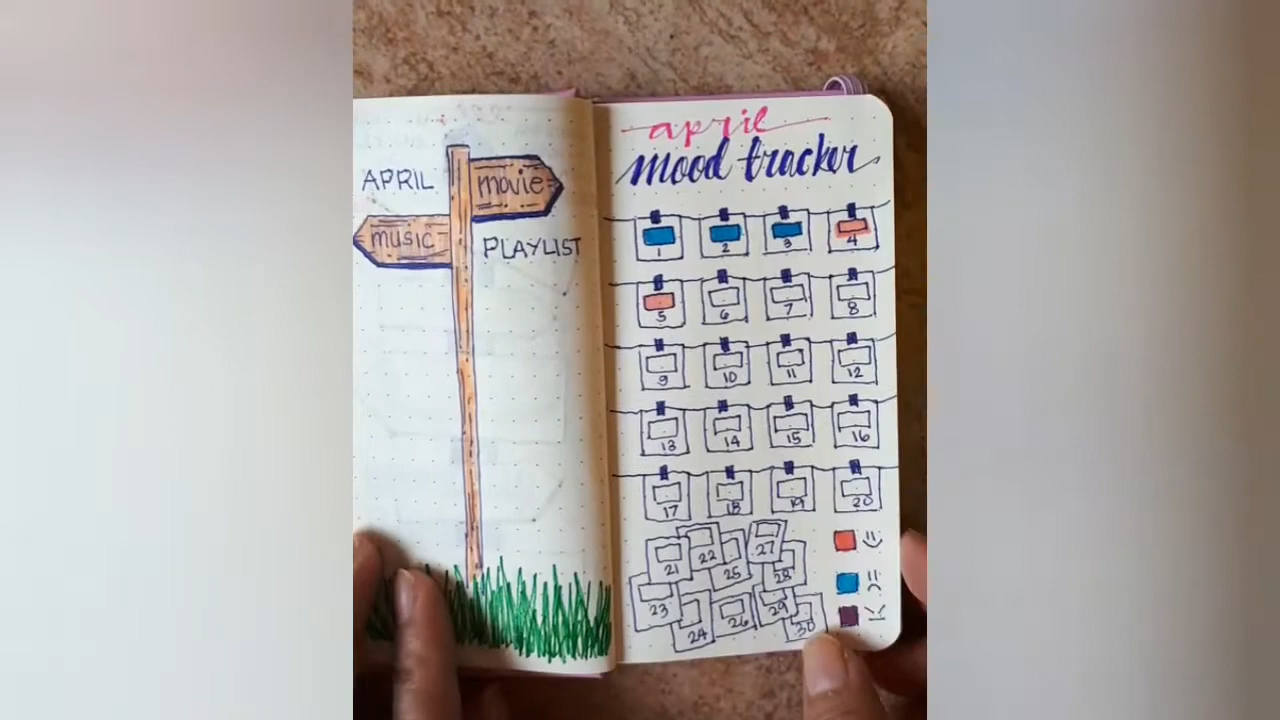 APRIL
movie
music
PLAYLIST
april
mood tracker
1 2 3 4
5 6 7 8
9 10 11 12
13 14 15 16
17 18 19 20
21 22 25 27 28
23 24 26 29 30